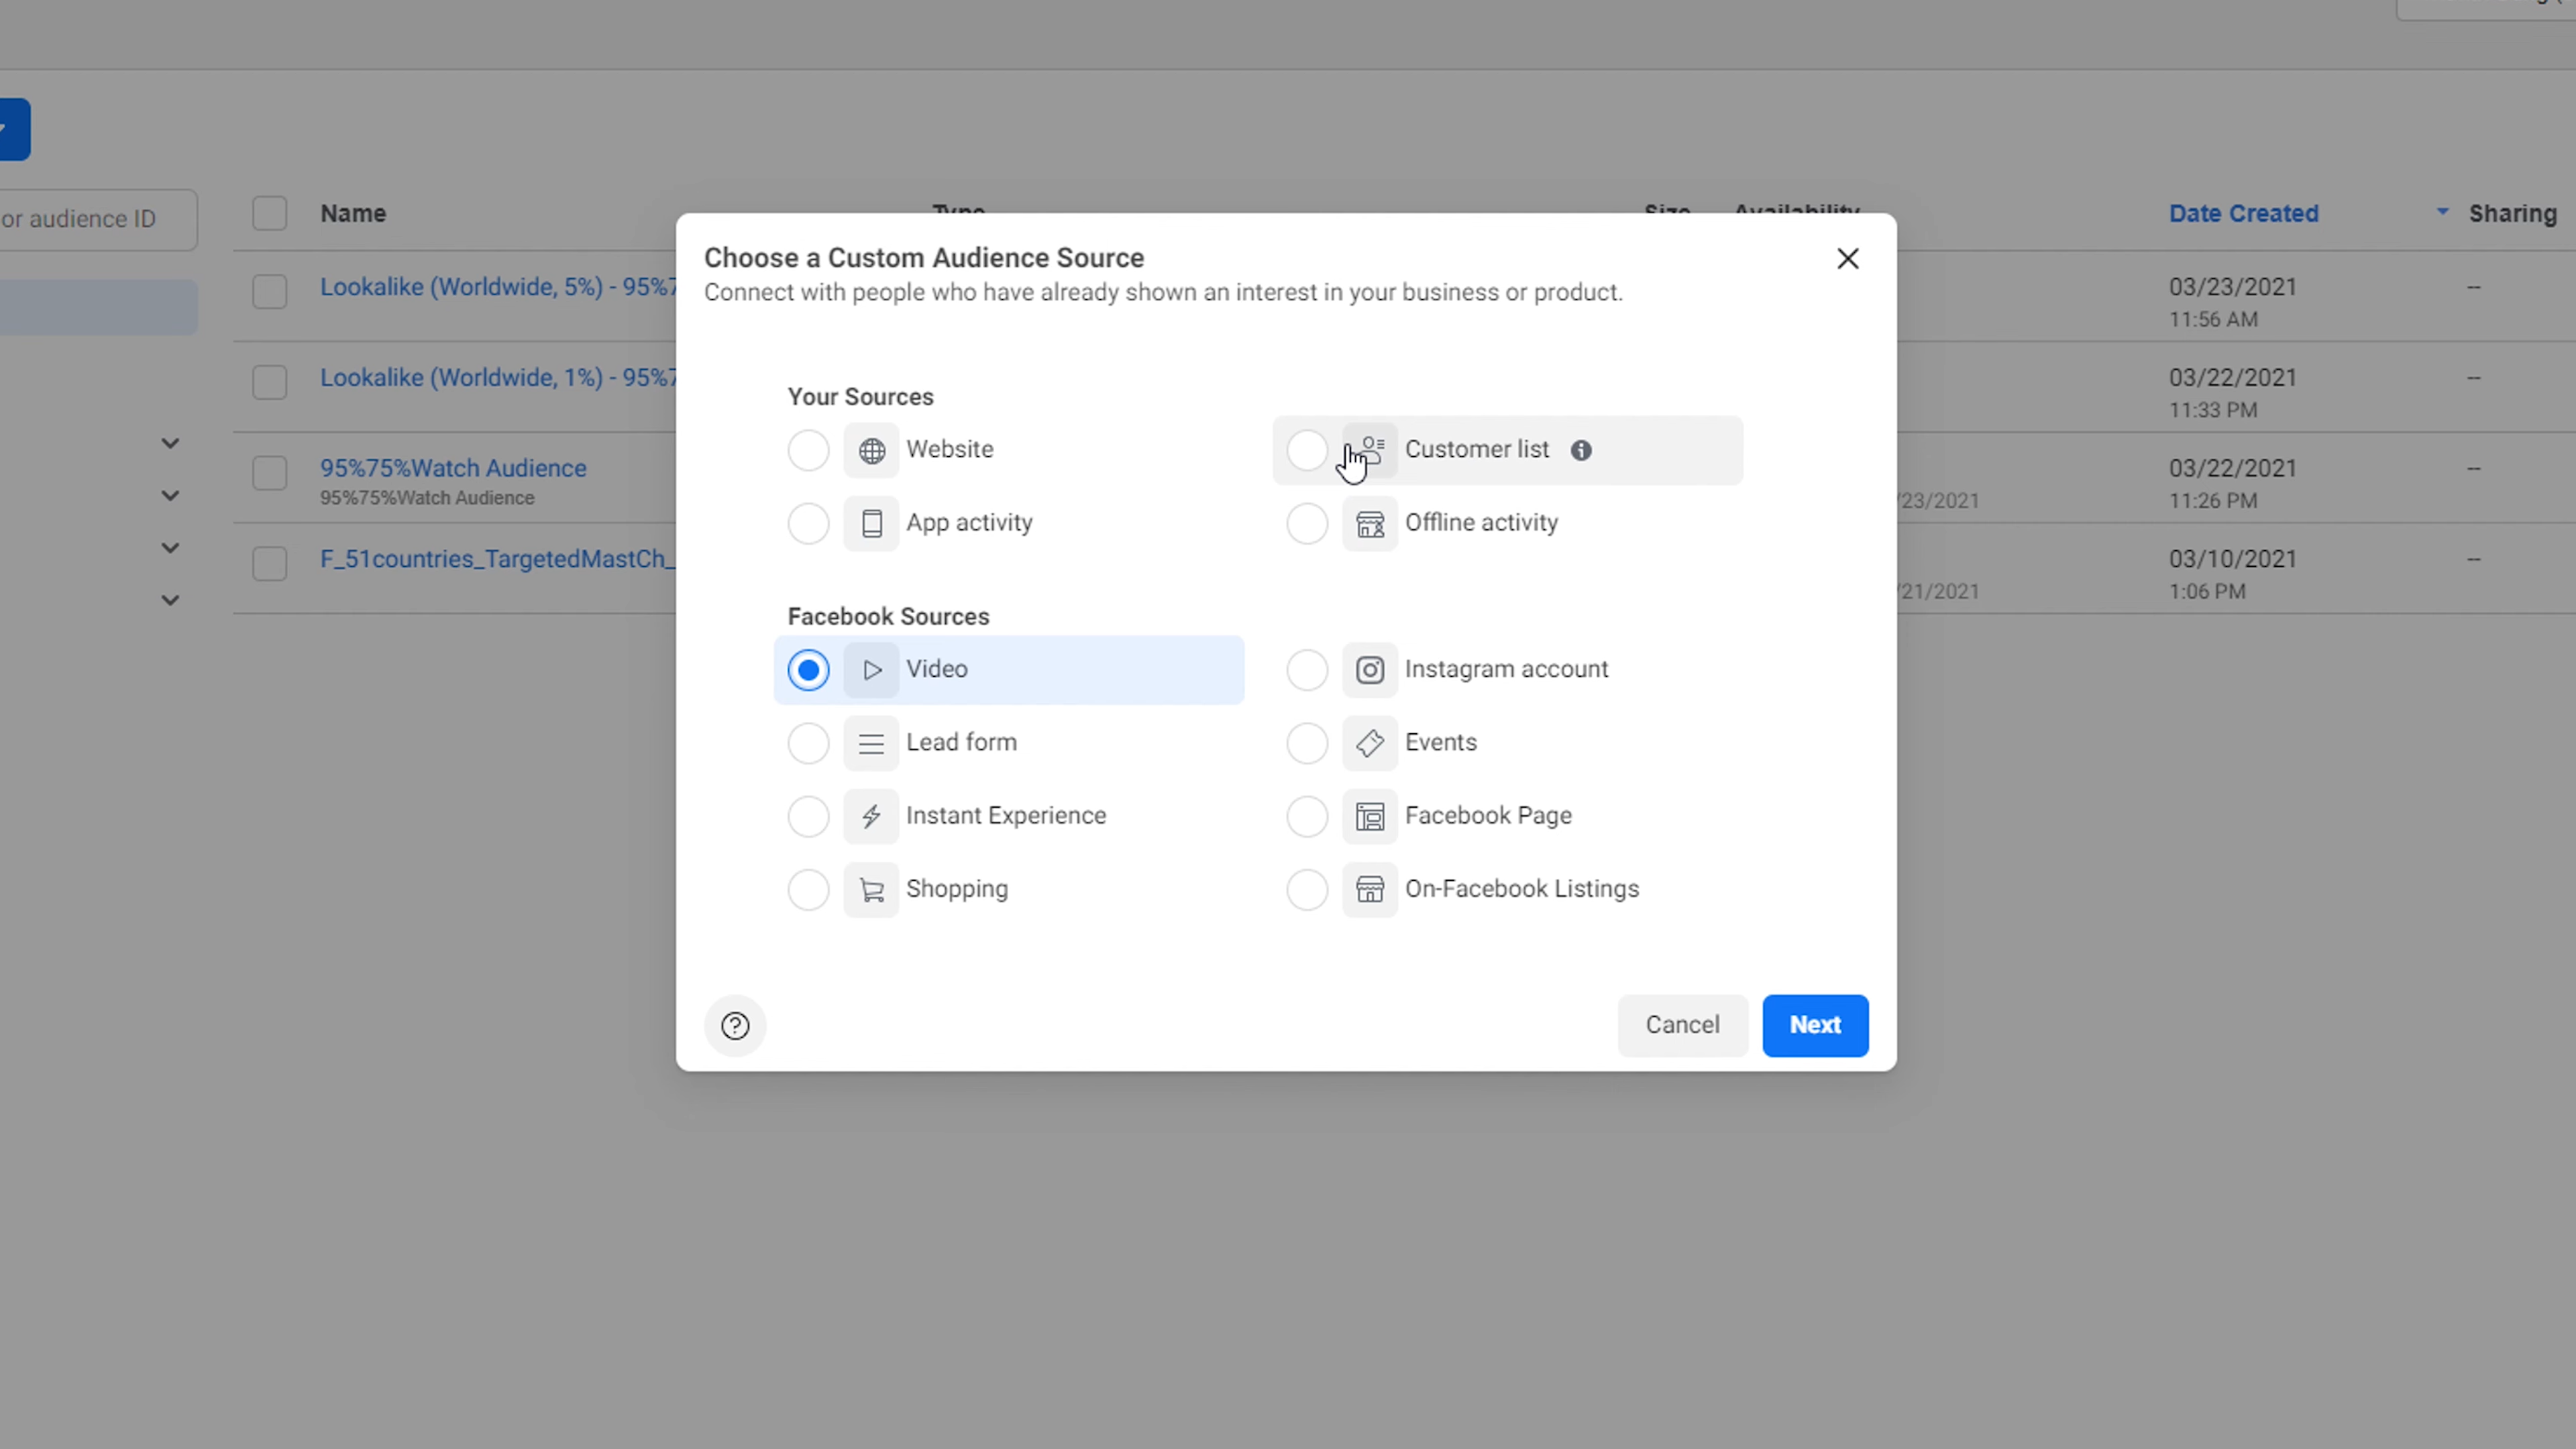 or audience ID
Name
Date Created
Sharing
Lookalike (Worldwide, 5%) - 95%7
03/23/2021
--
11:56 AM
Lookalike (Worldwide, 1%) - 95%7
03/22/2021
--
11:33 PM
95%75%Watch Audience
03/22/2021
--
95%75%Watch Audience
/23/2021
11:26 PM
F_51countries_TargetedMastCh_
03/10/2021
--
/21/2021
1:06 PM
Choose a Custom Audience Source
Connect with people who have already shown an interest in your business or product.
Your Sources
Website
Customer list
App activity
Offline activity
Facebook Sources
Video
Instagram account
Lead form
Events
Instant Experience
Facebook Page
Shopping
On-Facebook Listings
Cancel
Next